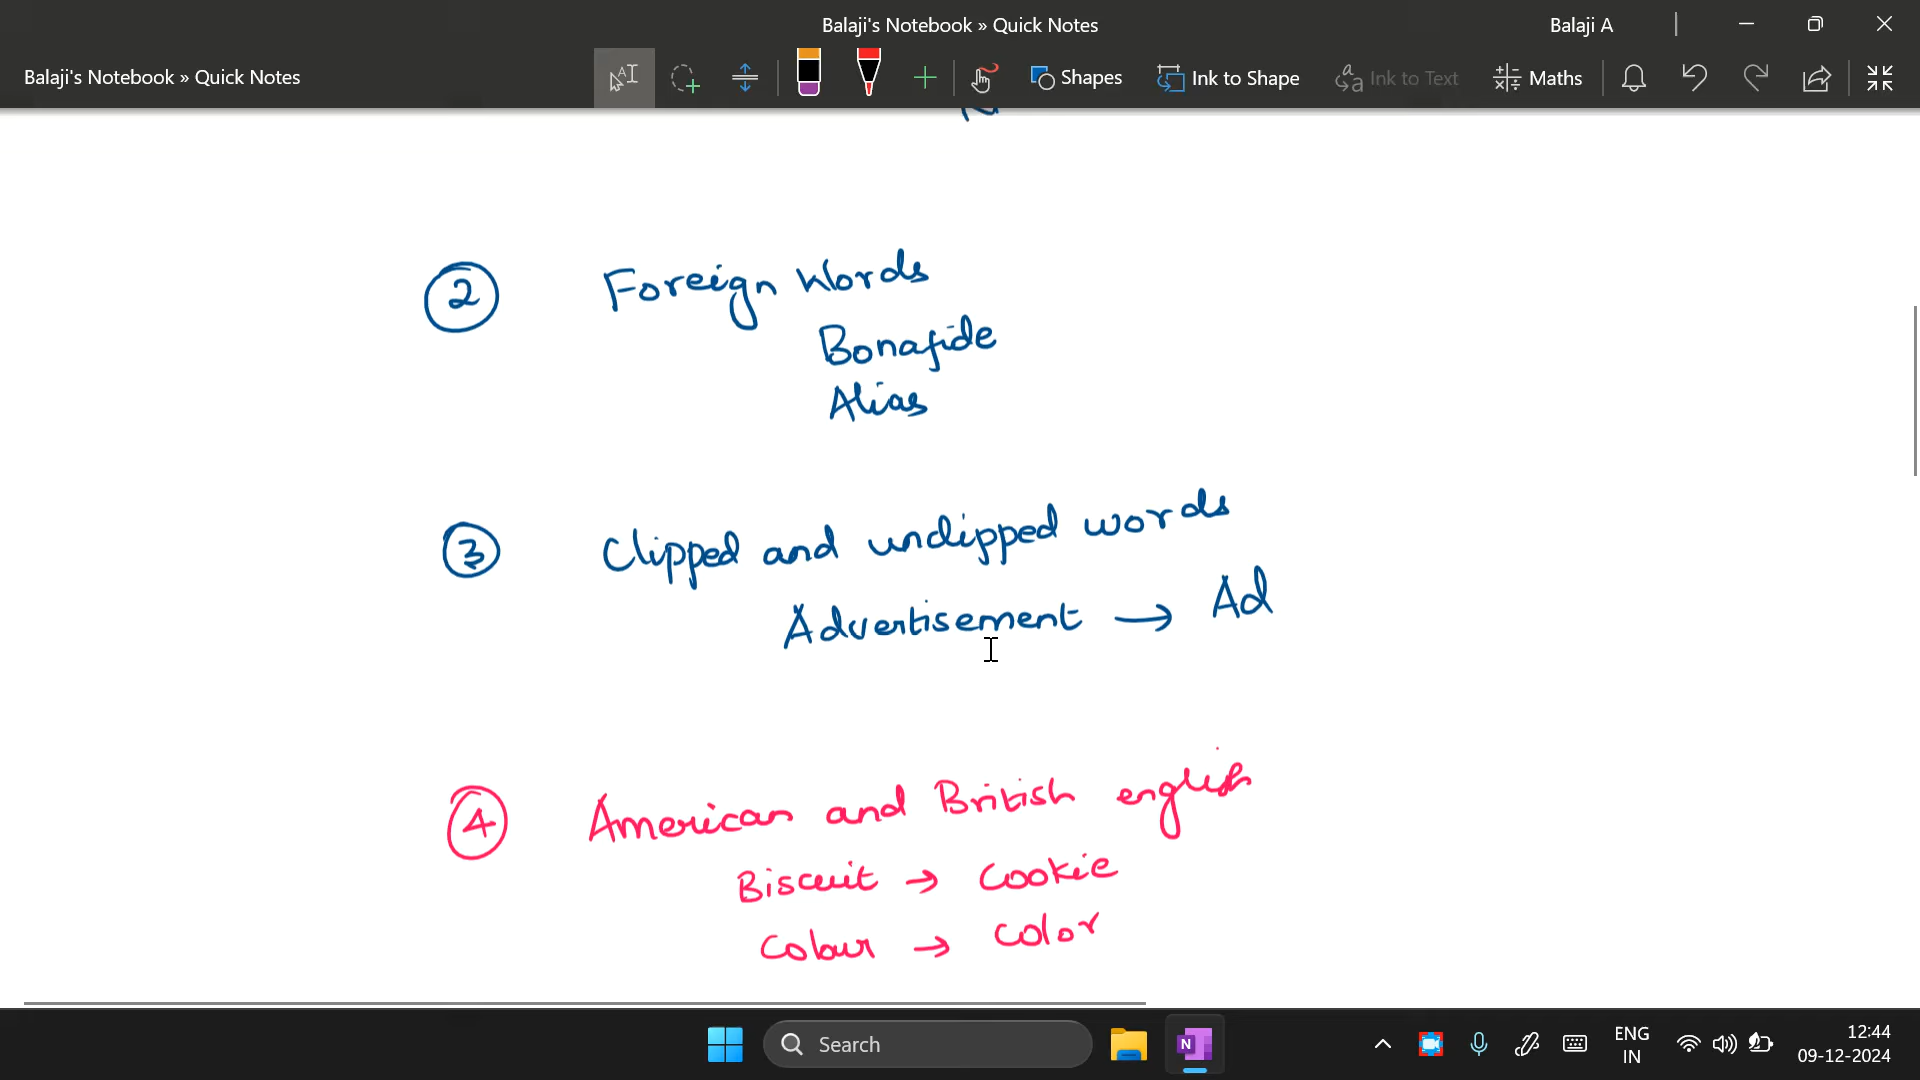 Balaji's Notebook » Quick Notes
Balaji A
Balaji's Notebook » Quick Notes
Shapes
Ink to Shape
Ink to Text
Maths
2 Foreign Words
Bonafide
Alias
3 Clipped and unclipped words
Advertisement → Ad
4 American and British english
Biscuit → Cookie
Colour → Color
Search
ENG
IN
12:44
09-12-2024